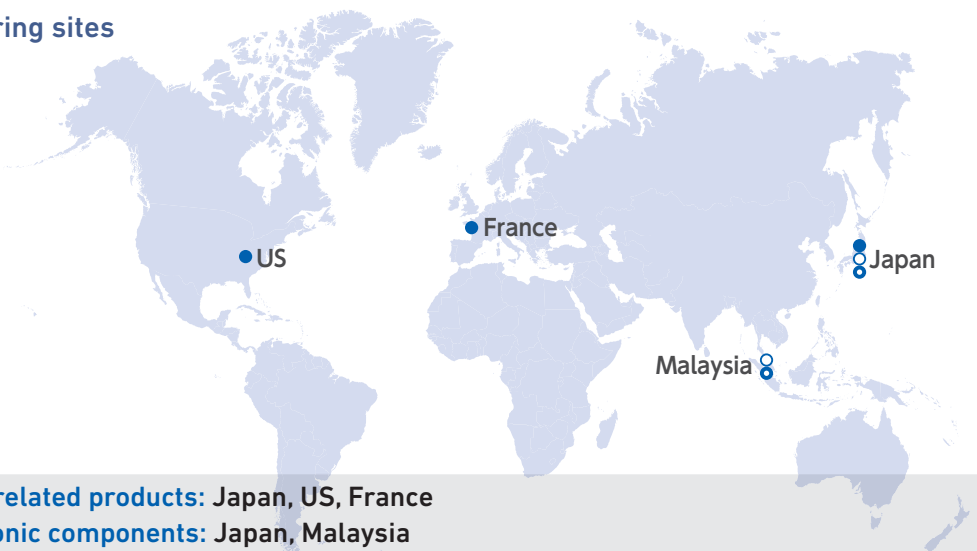 ring sites
France
US
Japan
Malaysia
related products: Japan, US, France
onic components: Japan, Malaysia